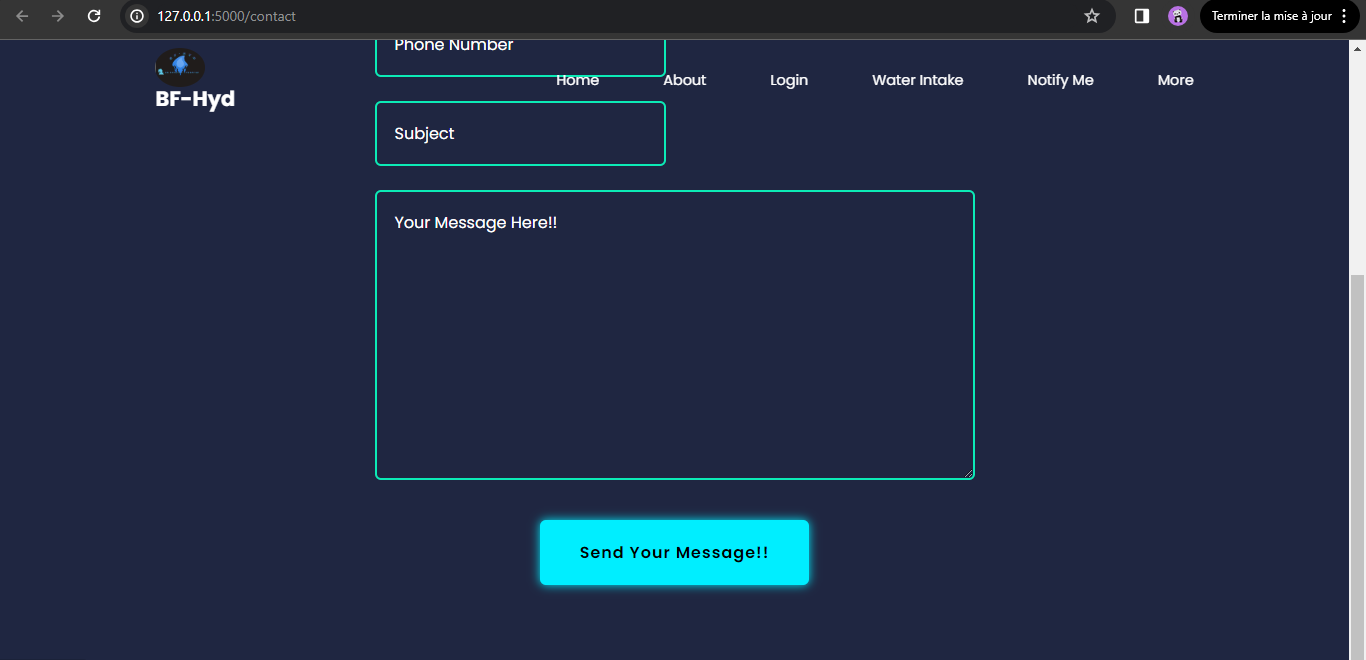 127.0.0.1:5000/contact
Terminer la mise à jour
Phone Number
BF-Hyd
Home About Login Water Intake Notify Me More
Subject
Your Message Here!!
Send Your Message!!